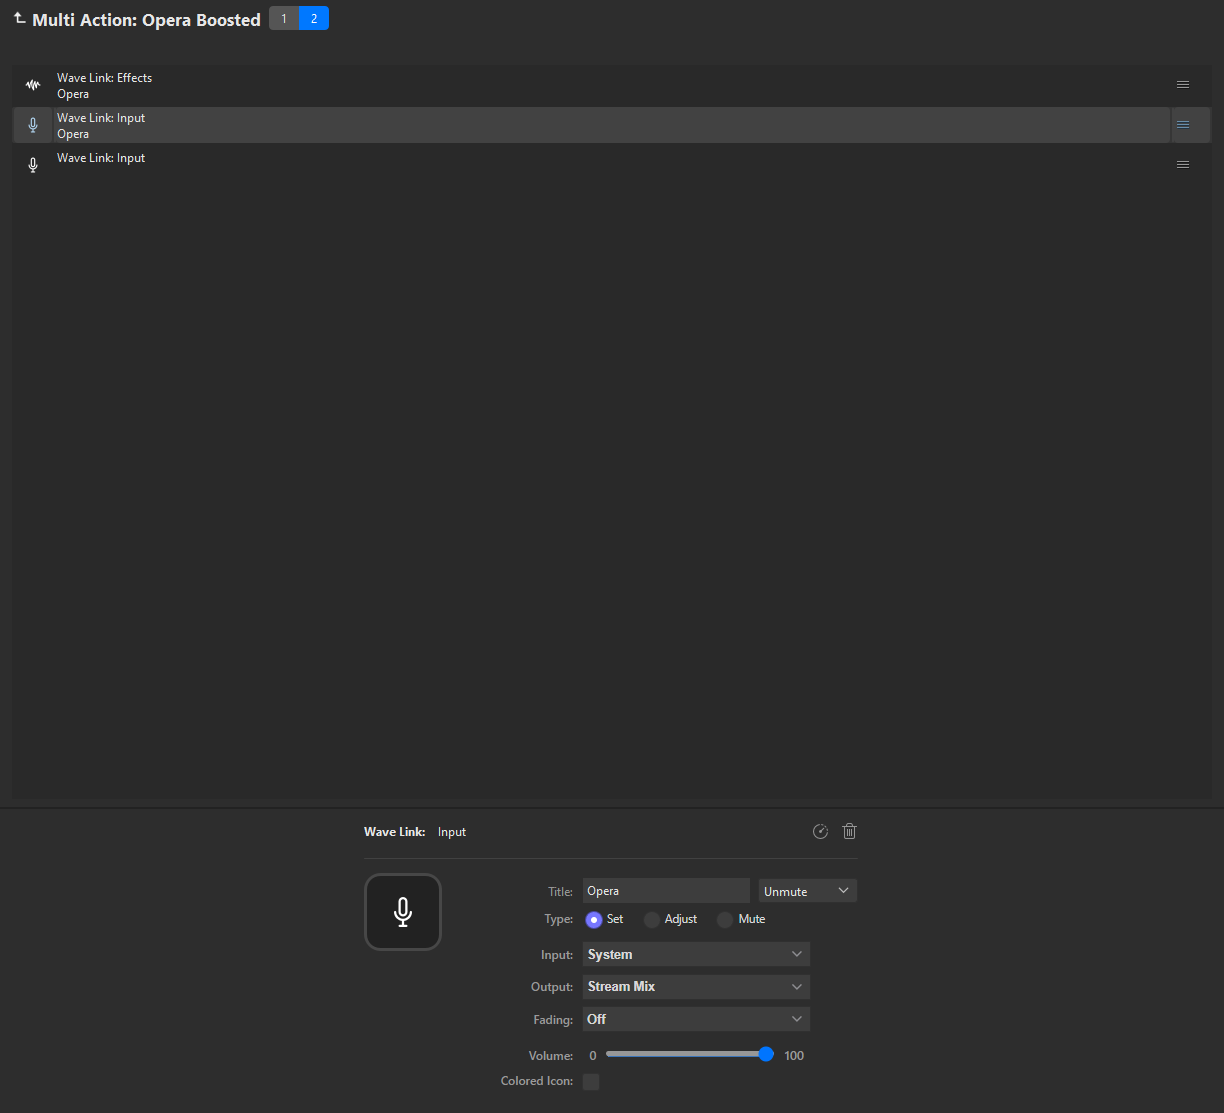 Multi Action: Opera Boosted 1 2
Wave Link: Effects
Opera
Wave Link: Input
Opera
Wave Link: Input
Wave Link: Input
Title: Opera Unmute
Type: Set Adjust Mute
Input: System
Output: Stream Mix
Fading: Off
Volume: 0 100
Colored Icon: